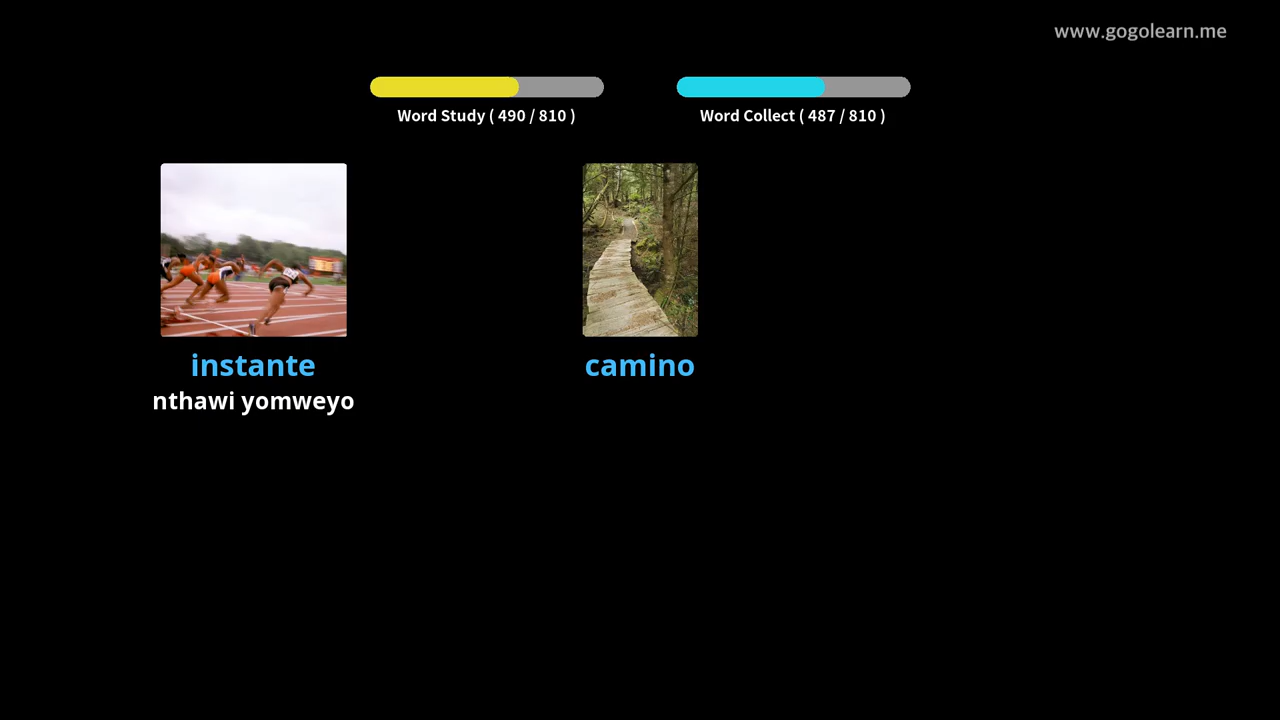 www.gogolearn.me
Word Study ( 490 / 810 )
Word Collect ( 487 / 810 )
instante
nthawi yomweyo
camino